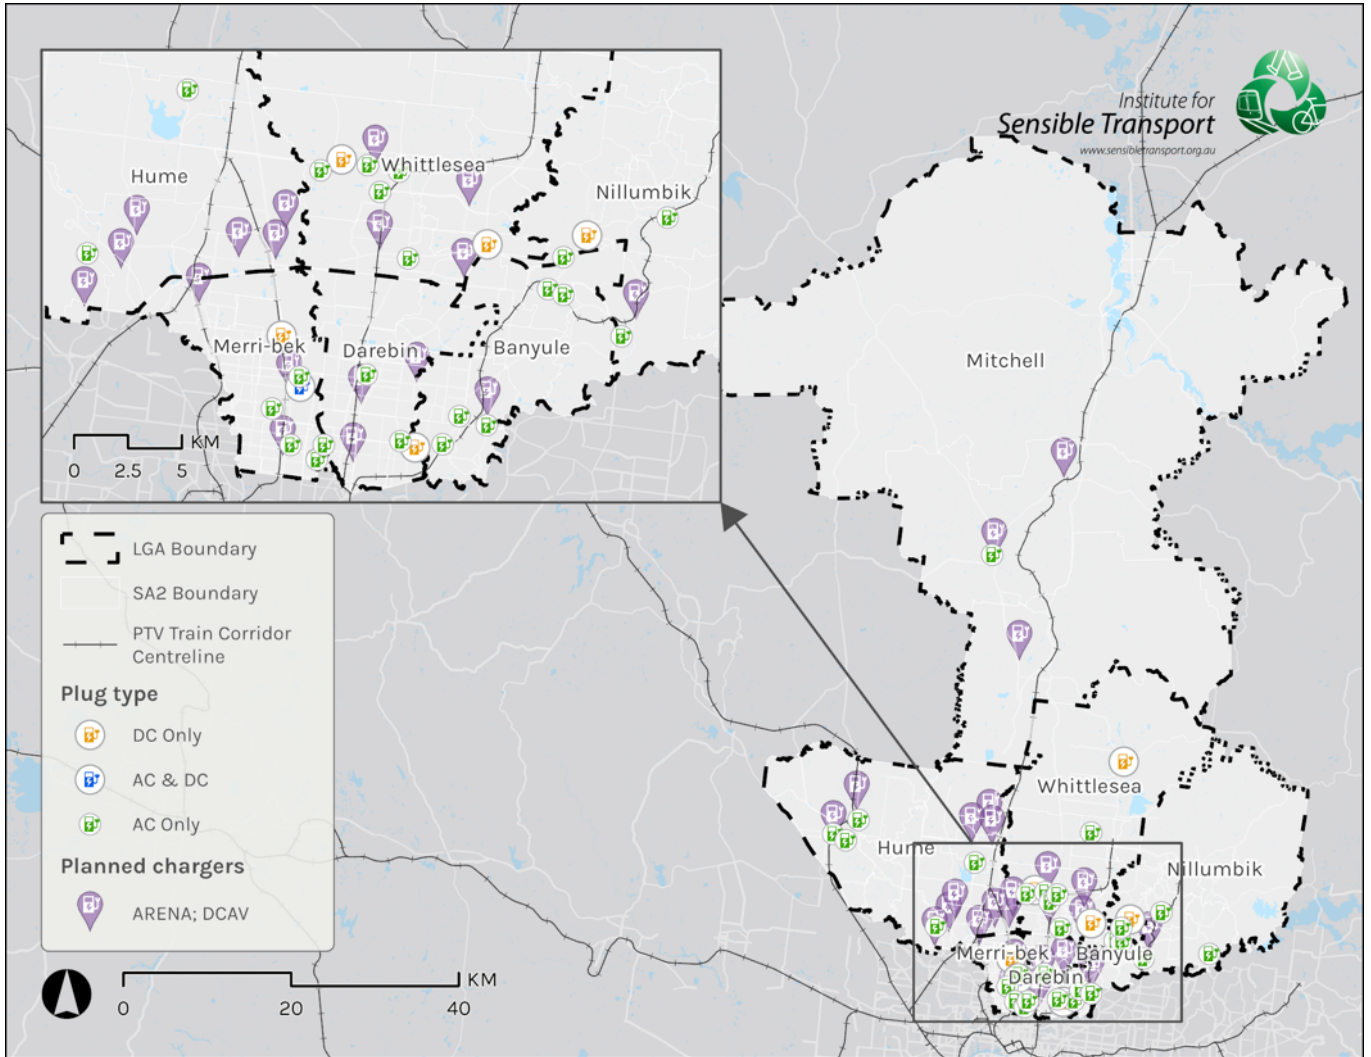 Institute for
Sensible Transport
www.sensibletransport.org.au
Hume
Whittlesea
Nillumbik
Merri-bek
Darebin
Banyule
KM
0 2.5 5
Mitchell
Whittlesea
Hume
Nillumbik
Merri-bek
Banyule
Darebin
LGA Boundary
SA2 Boundary
PTV Train Corridor
Centreline
Plug type
DC Only
AC & DC
AC Only
Planned chargers
ARENA; DCAV
KM
0 20 40